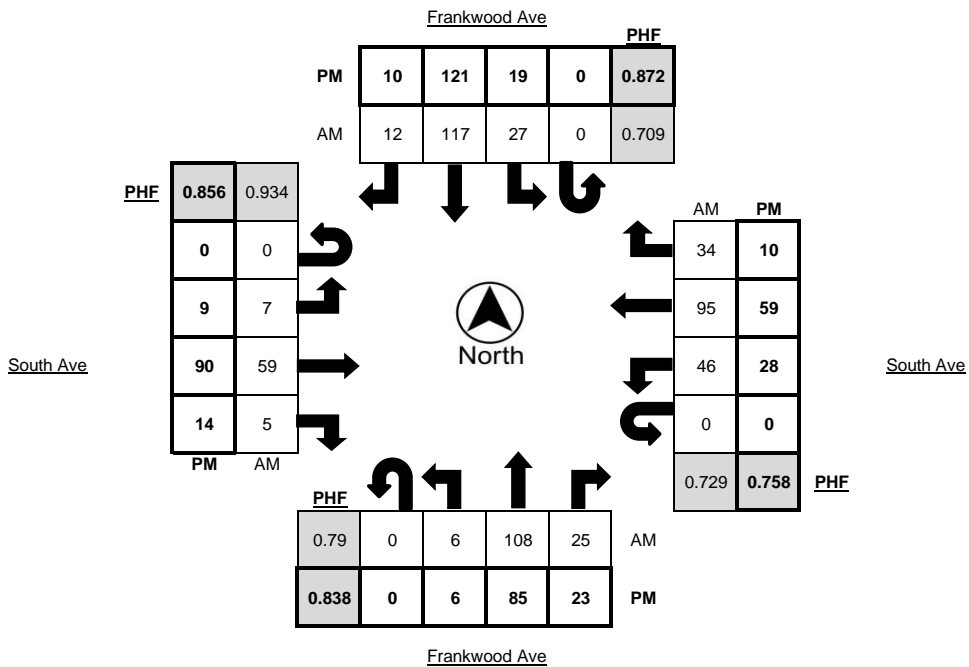 Frankwood Ave
PHF
PM 10 121 19 0 0.872
AM 12 117 27 0 0.709
PHF 0.856 0.934
0 0
9 7
South Ave 90 59
14 5
PM AM
North
AM PM
34 10
95 59
46 28 South Ave
0 0
0.729 0.758 PHF
PHF
0.79 0 6 108 25 AM
0.838 0 6 85 23 PM
Frankwood Ave